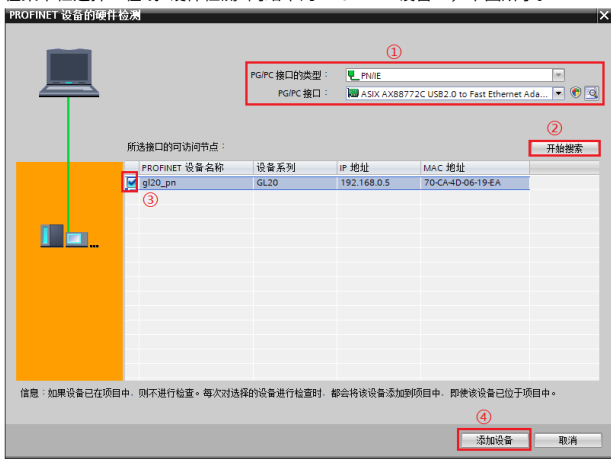 PROFINET 设备的硬件检测
①
PG/PC 接口的类型： PN/IE
PG/PC 接口： ASIX AX88772C USB2.0 to Fast Ethernet Ada...
②
所选接口的可访问节点：
开始搜索
PROFINET 设备名称 设备系列 IP 地址 MAC 地址
gl20_pn GL20 192.168.0.5 70-CA-4D-06-19-EA
③
...
信息：如果设备已在项目中，则不进行检查。每次对选择的设备进行检查时，都会将该设备添加到项目中，即使该设备已位于项目中。
④
添加设备 取消